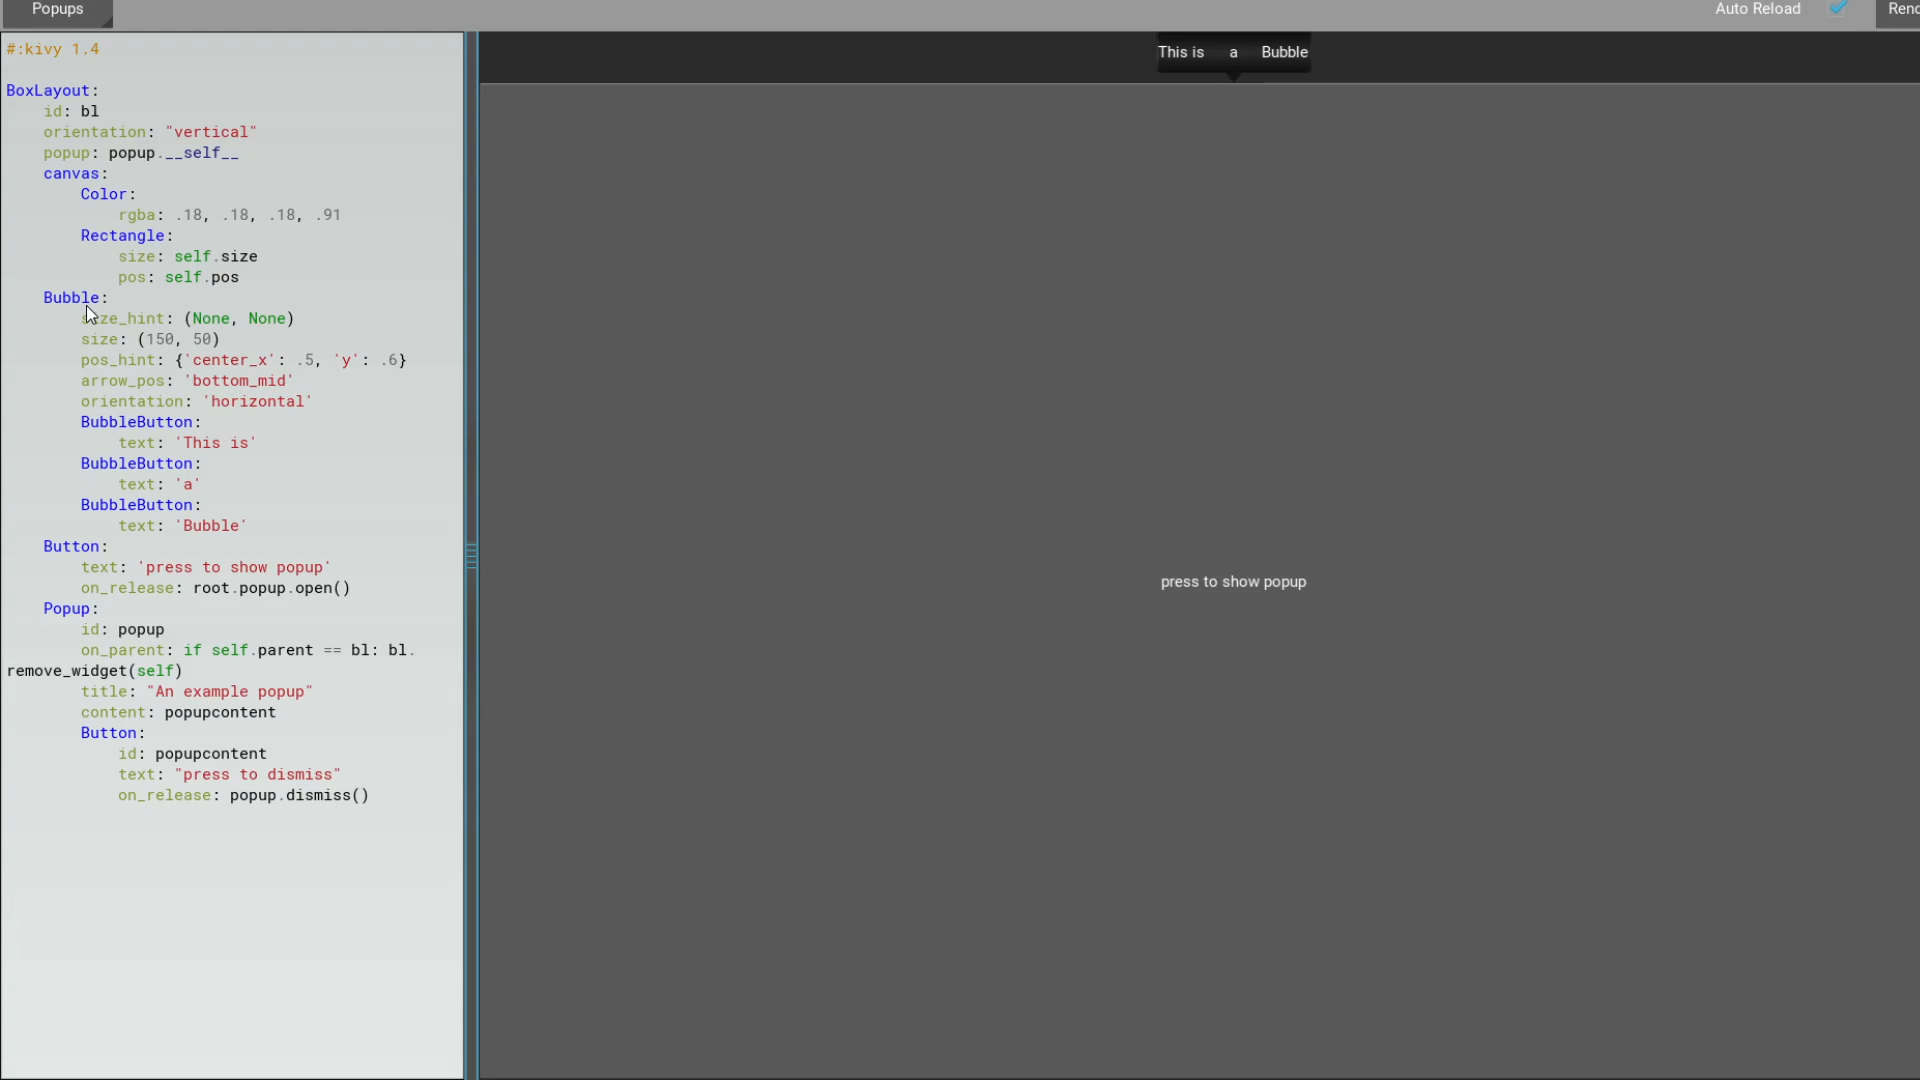 Popups
Auto Reload
#:kivy 1.4
BoxLayout:
    id: bl
    orientation: "vertical"
    popup: popup.__self__
    canvas:
        Color:
            rgba: .18, .18, .18, .91
        Rectangle:
            size: self.size
            pos: self.pos
    Bubble:
        size_hint: (None, None)
        size: (150, 50)
        pos_hint: {'center_x': .5, 'y': .6}
        arrow_pos: 'bottom_mid'
        orientation: 'horizontal'
        BubbleButton:
            text: 'This is'
        BubbleButton:
            text: 'a'
        BubbleButton:
            text: 'Bubble'
    Button:
        text: 'press to show popup'
        on_release: root.popup.open()
    Popup:
        id: popup
        on_parent: if self.parent == bl: bl.
remove_widget(self)
        title: "An example popup"
        content: popupcontent
        Button:
            id: popupcontent
            text: "press to dismiss"
            on_release: popup.dismiss()
This is a Bubble
press to show popup